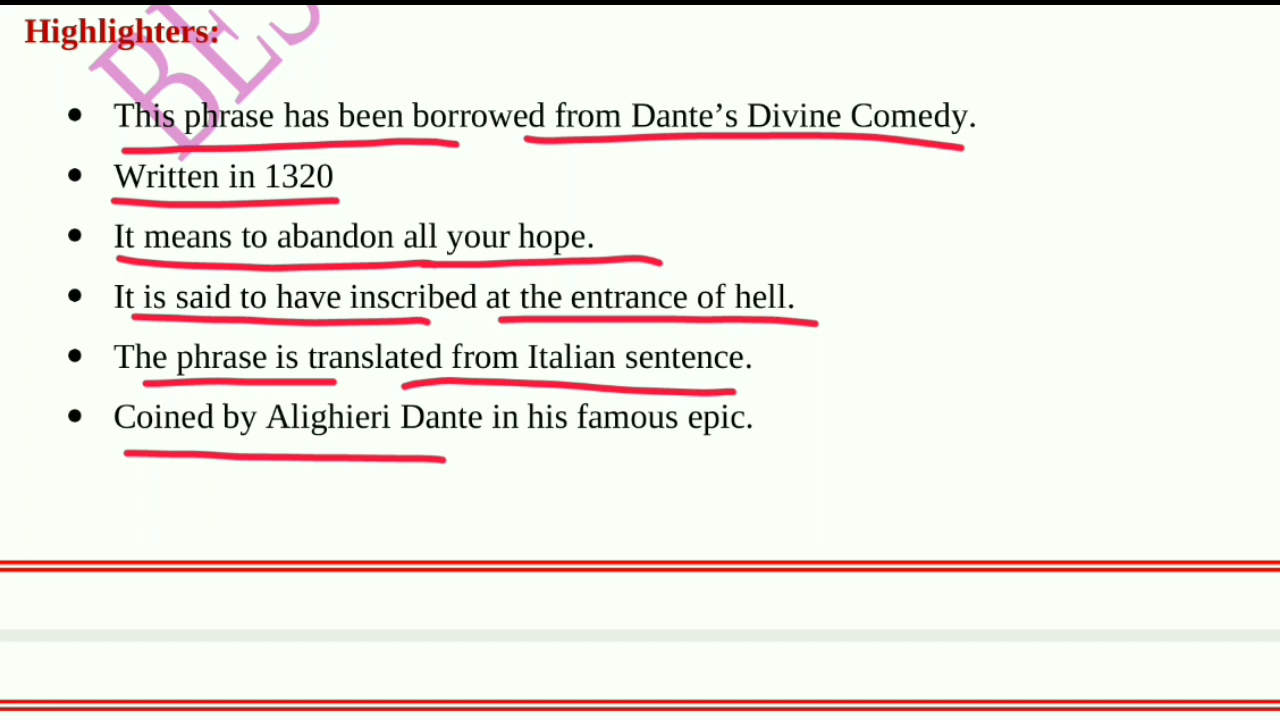 Highlighters:
BES
• This phrase has been borrowed from Dante’s Divine Comedy.
• Written in 1320
• It means to abandon all your hope.
• It is said to have inscribed at the entrance of hell.
• The phrase is translated from Italian sentence.
• Coined by Alighieri Dante in his famous epic.